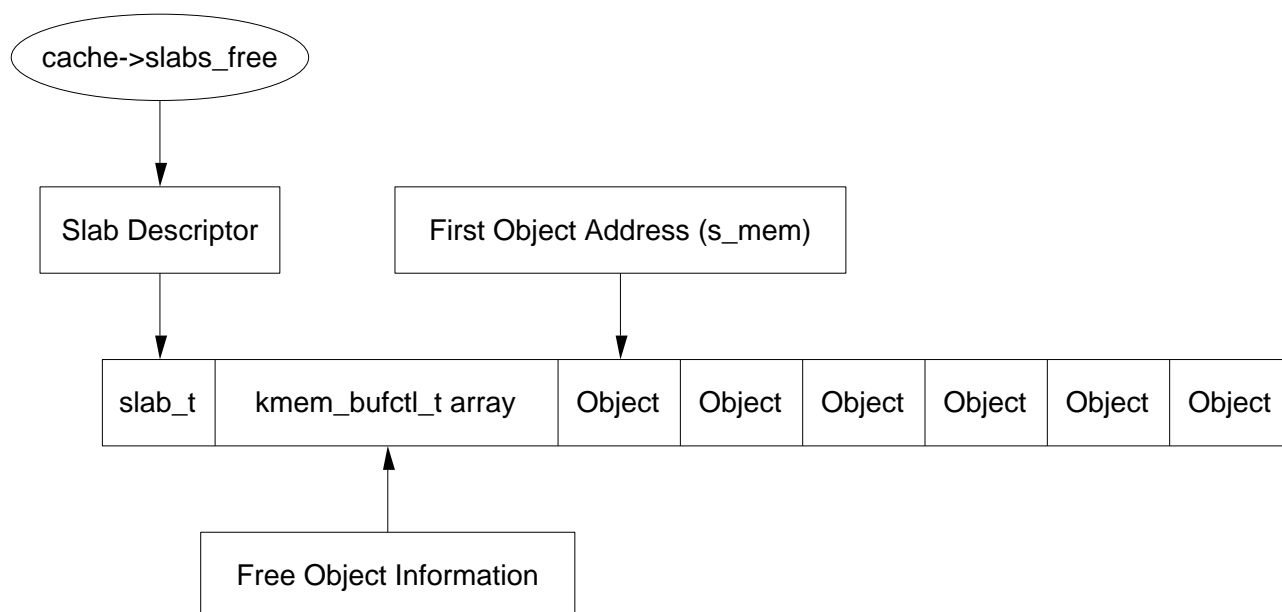 cache->slabs_free
Slab Descriptor
First Object Address (s_mem)
slab_t
kmem_bufctl_t array
Object
Object
Object
Object
Object
Object
Free Object Information